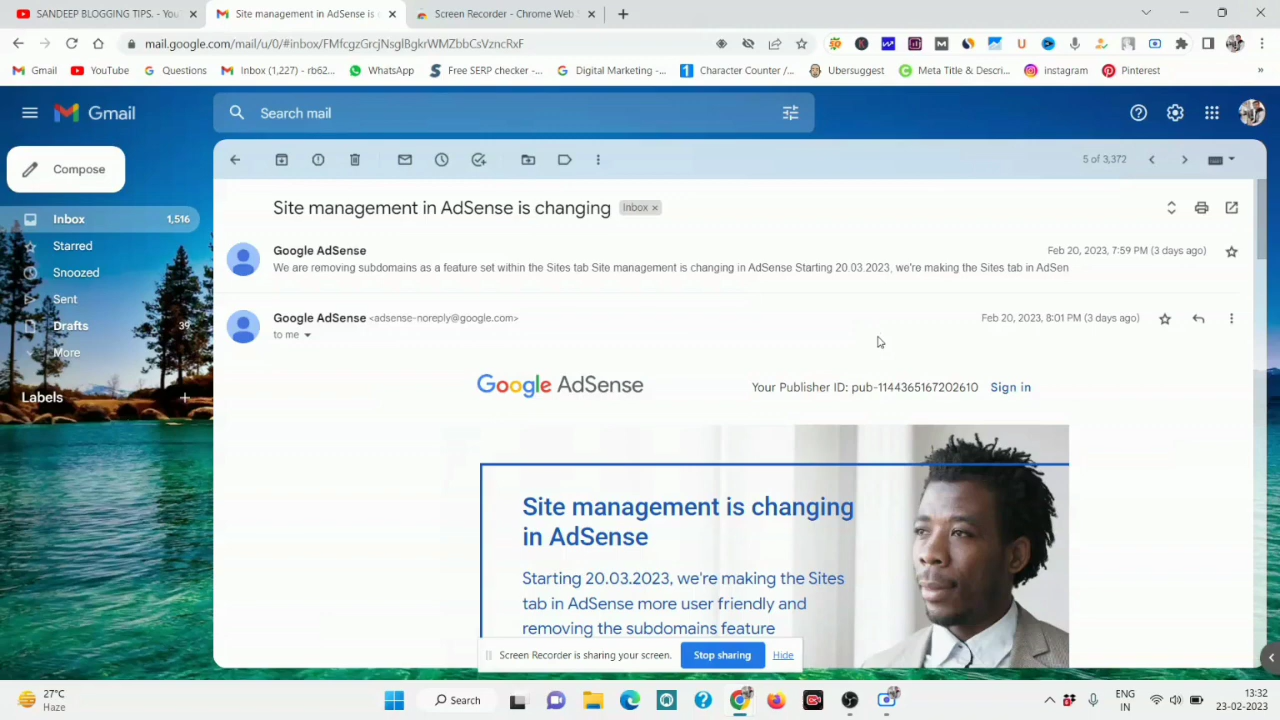 SANDEEP BLOGGING TIPS. - You
Site management in AdSense is
Screen Recorder - Chrome Web
mail.google.com/mail/u/0/#inbox/FMfcgzGrcjNsglBgkrWMZbbCsVzncRxF
Gmail
YouTube
Questions
Inbox (1,227) - rb62...
WhatsApp
Free SERP checker -...
Digital Marketing -...
Character Counter /...
Ubersuggest
Meta Title & Descri...
instagram
Pinterest
Gmail
Search mail
Compose
5 of 3,372
Inbox 1,516
Starred
Snoozed
Sent
Drafts 39
More
Labels
Site management in AdSense is changing Inbox
Google AdSense Feb 20, 2023, 7:59 PM (3 days ago)
We are removing subdomains as a feature set within the Sites tab Site management is changing in AdSense Starting 20.03.2023, we're making the Sites tab in AdSen
Google AdSense <adsense-noreply@google.com> Feb 20, 2023, 8:01 PM (3 days ago)
to me
Google AdSense Your Publisher ID: pub-1144365167202610 Sign in
Site management is changing
in AdSense
Starting 20.03.2023, we're making the Sites
tab in AdSense more user friendly and
removing the subdomains feature
Screen Recorder is sharing your screen. Stop sharing Hide
27°C
Haze
Search
ENG
IN
13:32
23-02-2023